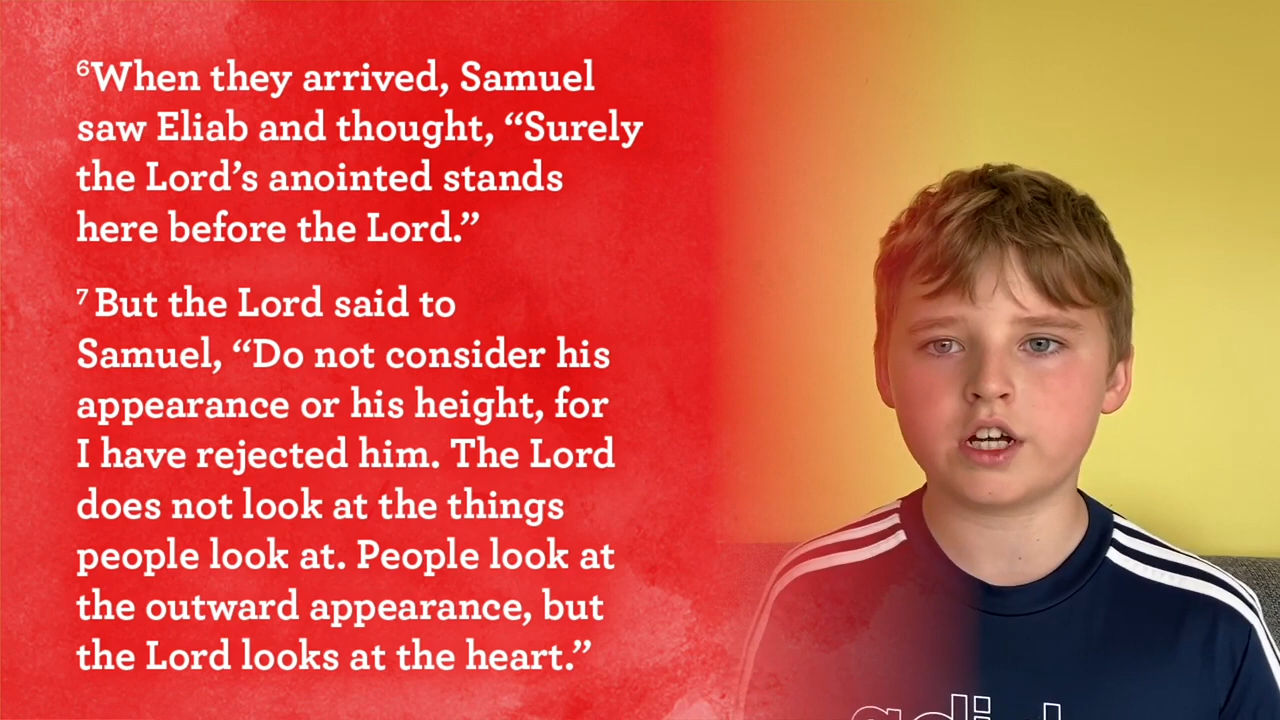 ⁶When they arrived, Samuel
saw Eliab and thought, “Surely
the Lord’s anointed stands
here before the Lord.”
⁷ But the Lord said to
Samuel, “Do not consider his
appearance or his height, for
I have rejected him. The Lord
does not look at the things
people look at. People look at
the outward appearance, but
the Lord looks at the heart.”